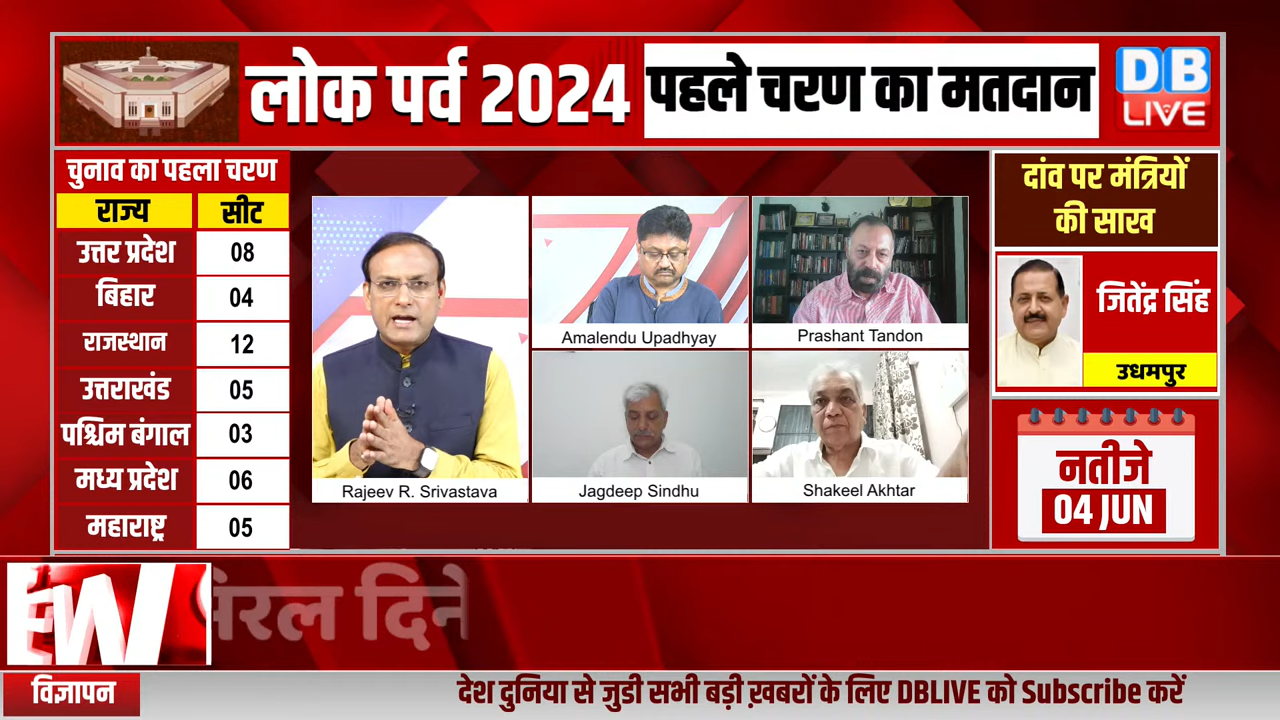 लोक पर्व 2024
पहले चरण का मतदान
DB
LIVE
चुनाव का पहला चरण
राज्य सीट
उत्तर प्रदेश 08
बिहार 04
राजस्थान 12
उत्तराखंड 05
पश्चिम बंगाल 03
मध्य प्रदेश 06
महाराष्ट्र 05
Rajeev R. Srivastava
Amalendu Upadhyay
Prashant Tandon
Jagdeep Sindhu
Shakeel Akhtar
दांव पर मंत्रियों
की साख
जितेंद्र सिंह
उधमपुर
नतीजे
04 JUN
विज्ञापन
देश दुनिया से जुडी सभी बड़ी ख़बरों के लिए DBLIVE को Subscribe करें